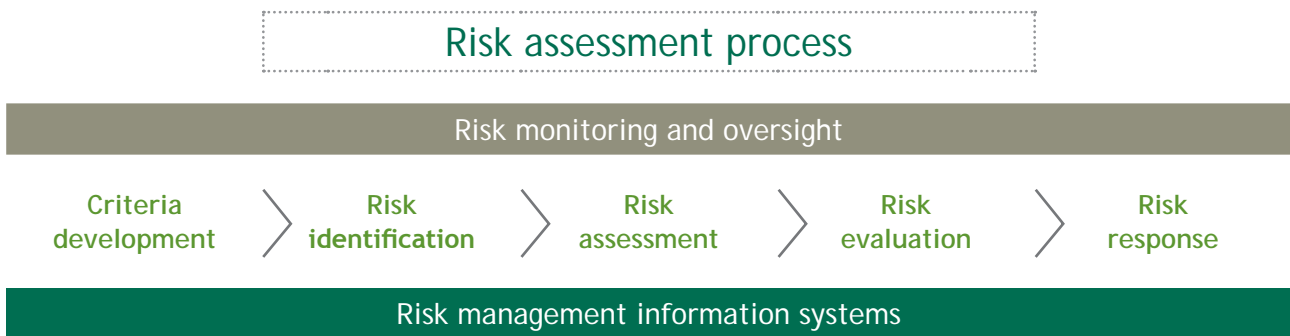 Risk assessment process
Risk monitoring and oversight
Criteria
development
Risk
identification
Risk
assessment
Risk
evaluation
Risk
response
Risk management information systems